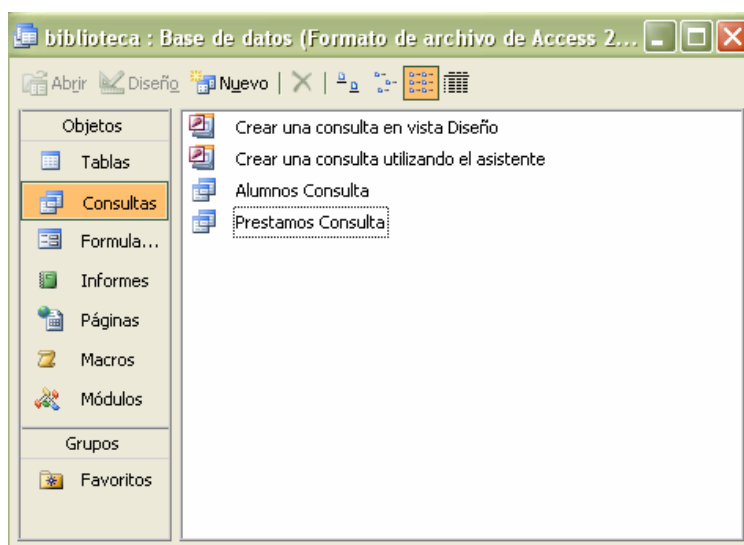 biblioteca : Base de datos (Formato de archivo de Access 2...
Abrir Diseño Nuevo
Objetos
Tablas
Consultas
Formula...
Informes
Páginas
Macros
Módulos
Grupos
Favoritos
Crear una consulta en vista Diseño
Crear una consulta utilizando el asistente
Alumnos Consulta
Prestamos Consulta